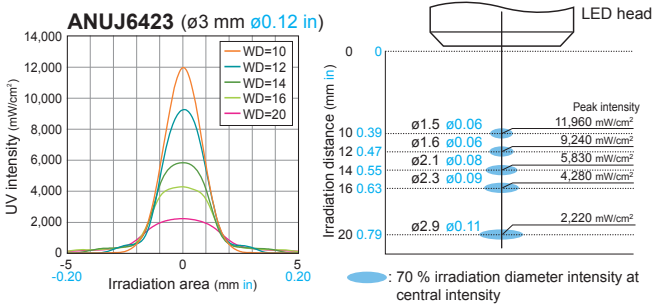 ANUJ6423 (ø3 mm ø0.12 in)
UV intensity (mW/cm²)
14,000
12,000
10,000
8,000
6,000
4,000
2,000
0
WD=10
WD=12
WD=14
WD=16
WD=20
-5 0 5
-0.20 0.20
Irradiation area (mm in)
LED head
Irradiation distance (mm in)
0 0
Peak intensity
10 0.39 ø1.5 ø0.06 11,960 mW/cm²
12 0.47 ø1.6 ø0.06 9,240 mW/cm²
14 0.55 ø2.1 ø0.08 5,830 mW/cm²
16 0.63 ø2.3 ø0.09 4,280 mW/cm²
20 0.79 ø2.9 ø0.11 2,220 mW/cm²
: 70 % irradiation diameter intensity at
central intensity